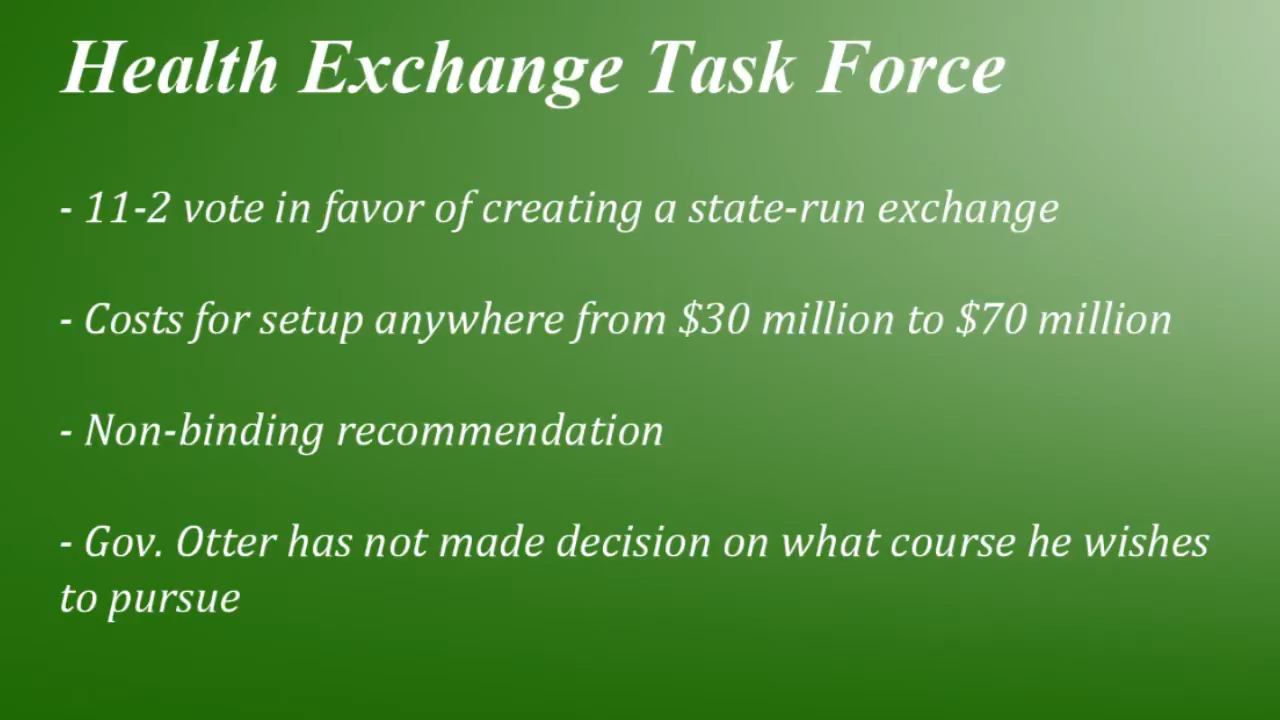 Health Exchange Task Force
- 11-2 vote in favor of creating a state-run exchange
- Costs for setup anywhere from $30 million to $70 million
- Non-binding recommendation
- Gov. Otter has not made decision on what course he wishes
to pursue